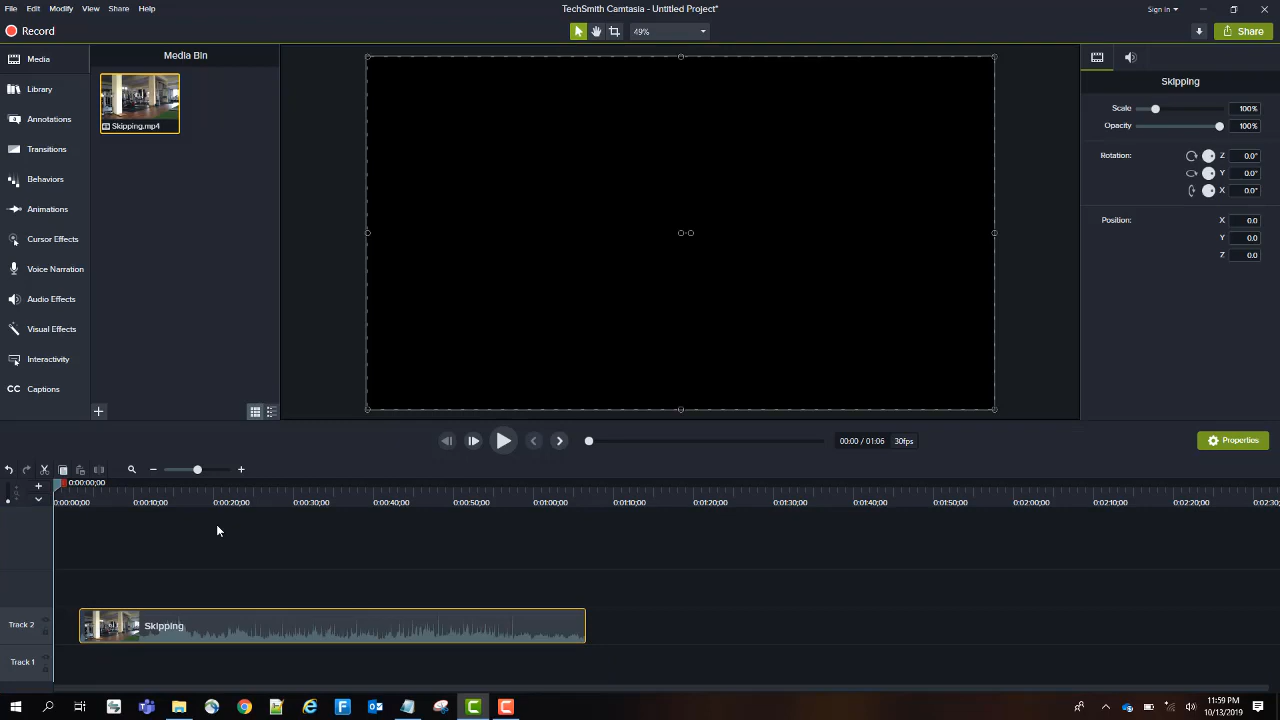 File Edit Modify View Share Help
TechSmith Camtasia - Untitled Project*
Sign In
Record
49%
Share
Media
Library
Annotations
Transitions
Behaviors
Animations
Cursor Effects
Voice Narration
Audio Effects
Visual Effects
Interactivity
CC Captions
Media Bin
Skipping.mp4
Skipping
Scale 100%
Opacity 100%
Rotation: Z 0.0°
Y 0.0°
X 0.0°
Position: X 0.0
Y 0.0
Z 0.0
00:00 / 01:06 30fps
Properties
0:00:00;00
0:00:00;00 0:00:10;00 0:00:20;00 0:00:30;00 0:00:40;00 0:00:50;00 0:01:00;00 0:01:10;00 0:01:20;00 0:01:30;00 0:01:40;00 0:01:50;00 0:02:00;00 0:02:10;00 0:02:20;00 0:02:30;0
Track 2
Skipping
Track 1
11:59 PM
10/13/2019